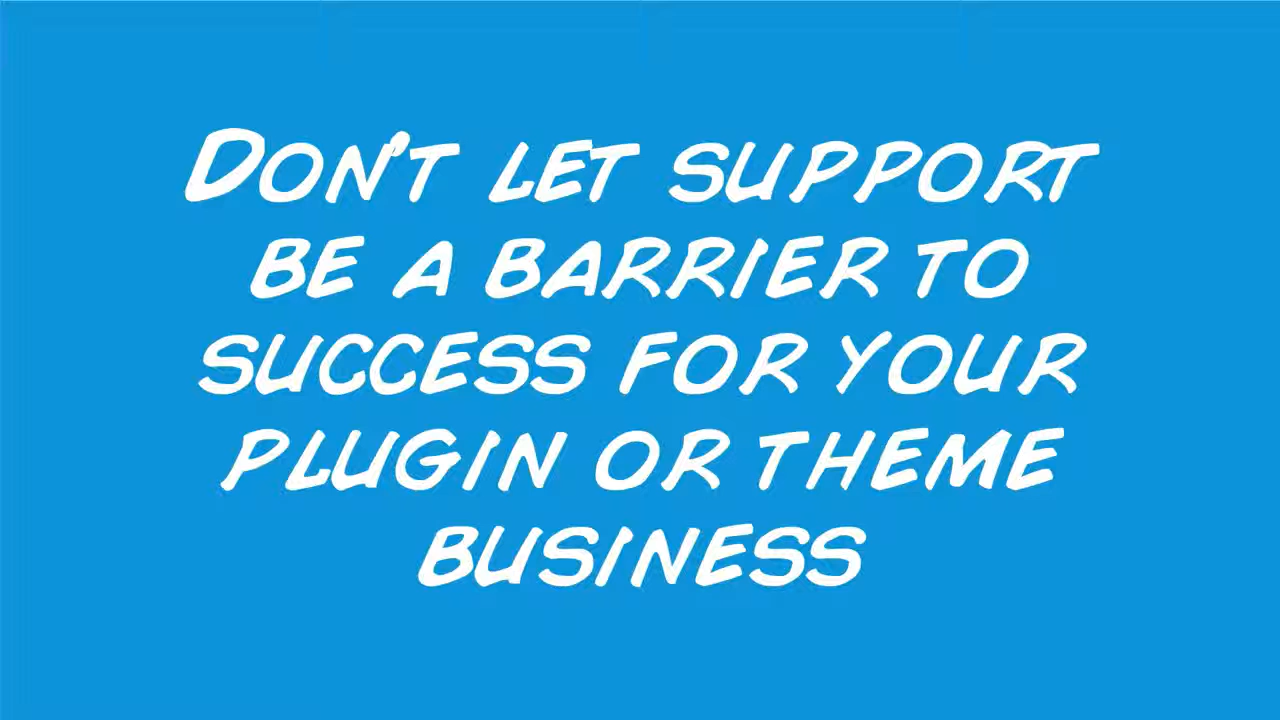 Don't let support
be a barrier to
success for your
plugin or theme
business